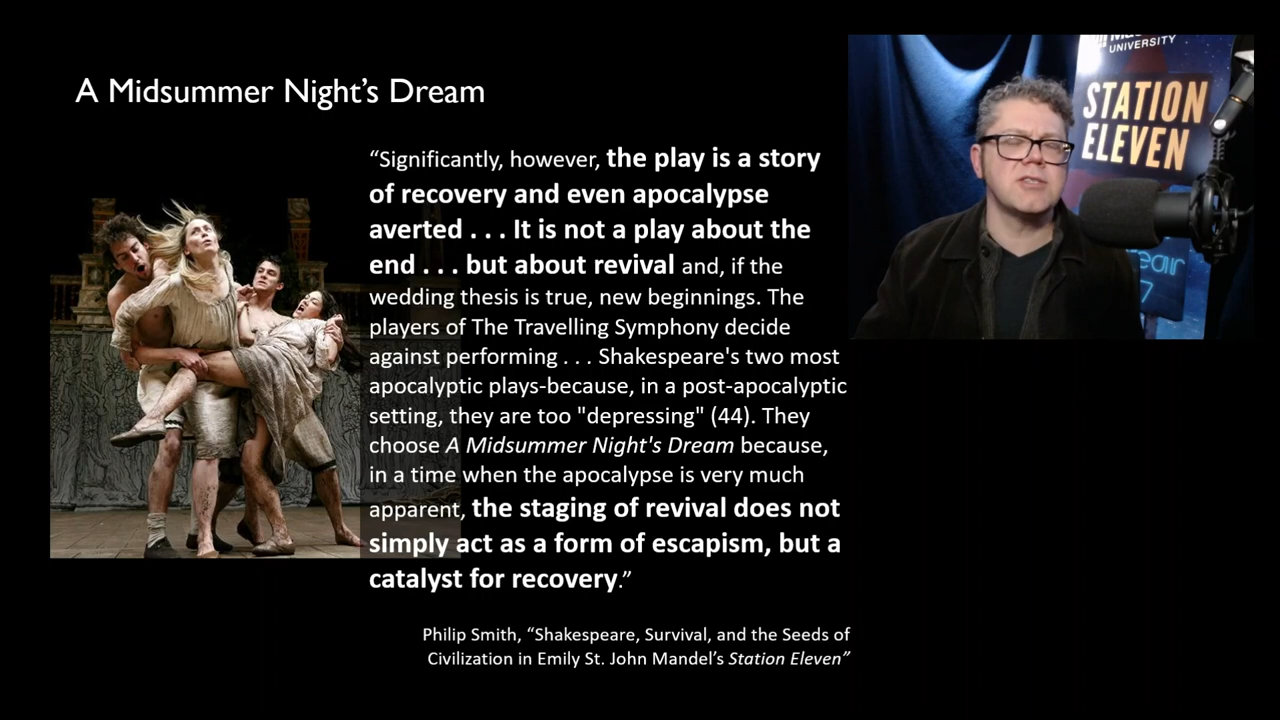 A Midsummer Night's Dream
“Significantly, however, the play is a story
of recovery and even apocalypse
averted . . . It is not a play about the
end . . . but about revival and, if the
wedding thesis is true, new beginnings. The
players of The Travelling Symphony decide
against performing . . . Shakespeare's two most
apocalyptic plays-because, in a post-apocalyptic
setting, they are too "depressing" (44). They
choose A Midsummer Night's Dream because,
in a time when the apocalypse is very much
apparent, the staging of revival does not
simply act as a form of escapism, but a
catalyst for recovery.”
Philip Smith, “Shakespeare, Survival, and the Seeds of
Civilization in Emily St. John Mandel’s Station Eleven”
UNIVERSITY
STATION
ELEVEN